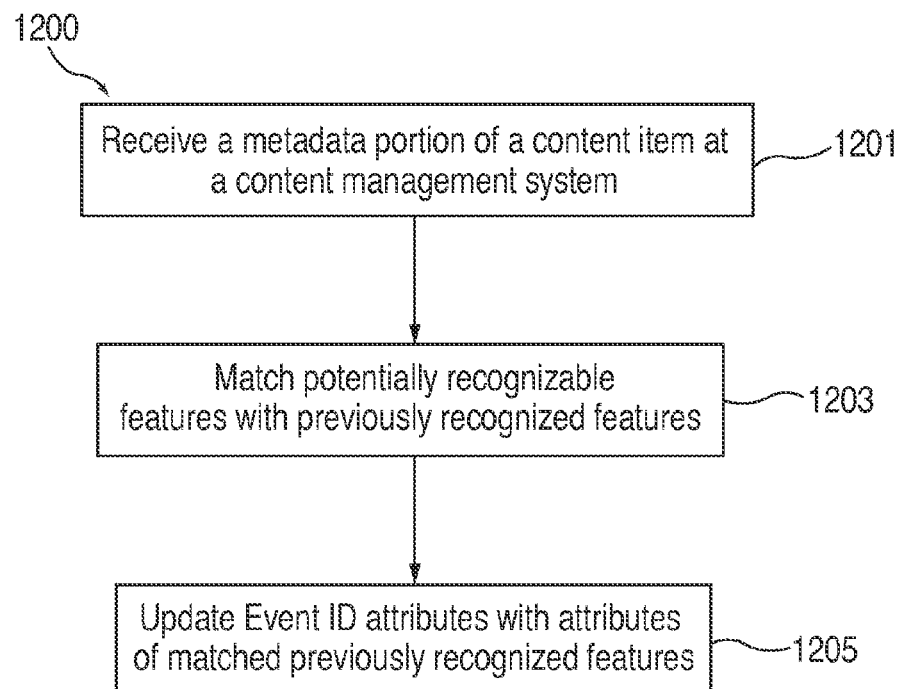 1200
Receive a metadata portion of a content item at
a content management system
1201
Match potentially recognizable
features with previously recognized features
1203
Update Event ID attributes with attributes
of matched previously recognized features
1205